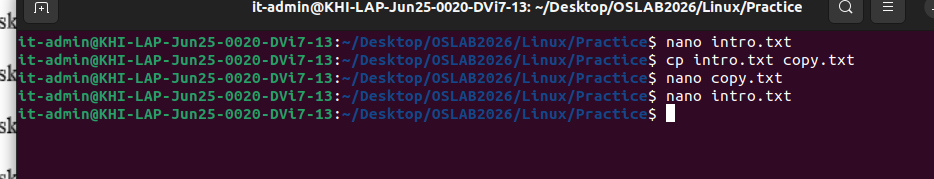 it-admin@KHI-LAP-Jun25-0020-DVi7-13: ~/Desktop/OSLAB2026/Linux/Practice
it-admin@KHI-LAP-Jun25-0020-DVi7-13:~/Desktop/OSLAB2026/Linux/Practice$ nano intro.txt
it-admin@KHI-LAP-Jun25-0020-DVi7-13:~/Desktop/OSLAB2026/Linux/Practice$ cp intro.txt copy.txt
it-admin@KHI-LAP-Jun25-0020-DVi7-13:~/Desktop/OSLAB2026/Linux/Practice$ nano copy.txt
it-admin@KHI-LAP-Jun25-0020-DVi7-13:~/Desktop/OSLAB2026/Linux/Practice$ nano intro.txt
it-admin@KHI-LAP-Jun25-0020-DVi7-13:~/Desktop/OSLAB2026/Linux/Practice$